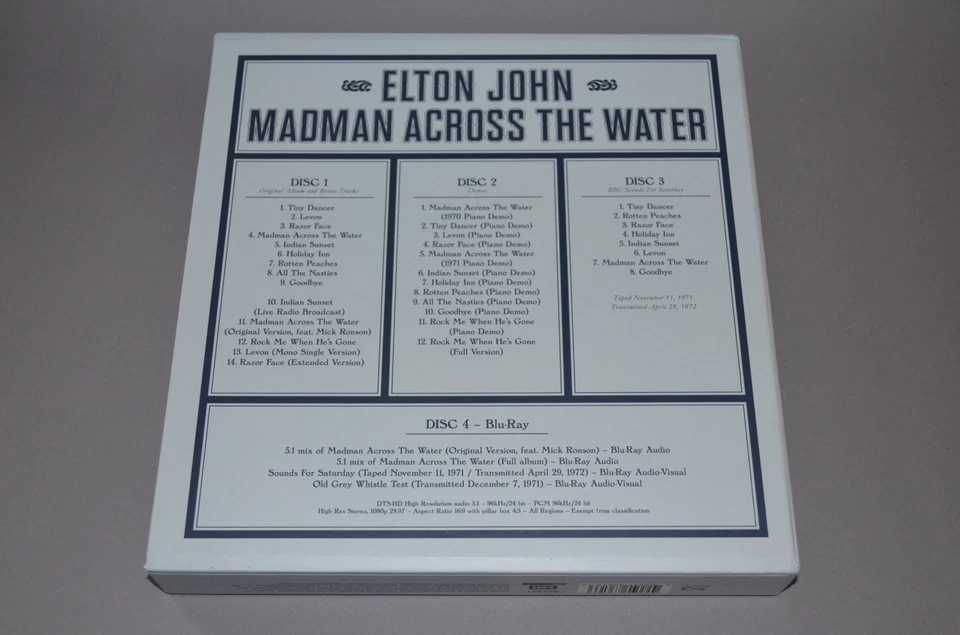 ELTON JOHN
MADMAN ACROSS THE WATER
DISC 1
Original Album and Bonus Tracks
1. Tiny Dancer
2. Levon
3. Razor Face
4. Madman Across The Water
5. Indian Sunset
6. Holiday Inn
7. Rotten Peaches
8. All The Nasties
9. Goodbye
10. Indian Sunset
(Live Radio Broadcast)
11. Madman Across The Water
(Original Version, feat. Mick Ronson)
12. Rock Me When He's Gone
13. Levon (Mono Single Version)
14. Razor Face (Extended Version)
DISC 2
Demos
1. Madman Across The Water
(1970 Piano Demo)
2. Tiny Dancer (Piano Demo)
3. Levon (Piano Demo)
4. Razor Face (Piano Demo)
5. Madman Across The Water
(1971 Piano Demo)
6. Indian Sunset (Piano Demo)
7. Holiday Inn (Piano Demo)
8. Rotten Peaches (Piano Demo)
9. All The Nasties (Piano Demo)
10. Goodbye (Piano Demo)
11. Rock Me When He's Gone
(Piano Demo)
12. Rock Me When He's Gone
(Full Version)
DISC 3
BBC Sounds For Saturday
1. Tiny Dancer
2. Rotten Peaches
3. Razor Face
4. Holiday Inn
5. Indian Sunset
6. Levon
7. Madman Across The Water
8. Goodbye
Taped November 11, 1971
Transmitted April 29, 1972
DISC 4 – Blu-Ray
5.1 mix of Madman Across The Water (Original Version, feat. Mick Ronson) – Blu-Ray Audio
5.1 mix of Madman Across The Water (Full album) – Blu-Ray Audio
Sounds For Saturday (Taped November 11, 1971 / Transmitted April 29, 1972) – Blu-Ray Audio-Visual
Old Grey Whistle Test (Transmitted December 7, 1971) – Blu-Ray Audio-Visual
DTS-HD High Resolution audio 5.1 – 96kHz/24 bit – PCM 96kHz/24 bit
High Res Stereo, 1080p 29.97 – Aspect Ratio 16:9 with pillar box 4:3 – All Regions – Exempt from classification